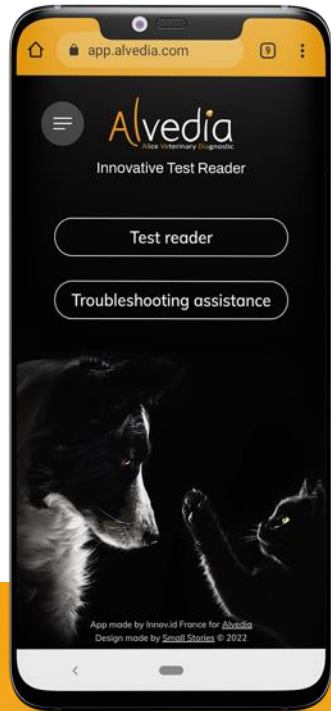 app.alvedia.com
9
Alvedia
Alice Veterinary Diagnostic
Innovative Test Reader
Test reader
Troubleshooting assistance
App made by Innov.id France for Alvedia
Design made by Small Stories © 2022